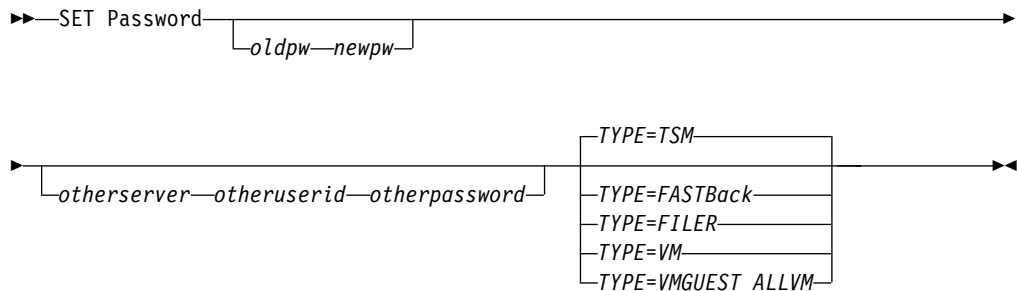 SET Password
oldpw newpw
TYPE=TSM
otherserver otheruserid otherpassword
TYPE=FASTBack
TYPE=FILER
TYPE=VM
TYPE=VMGUEST ALLVM